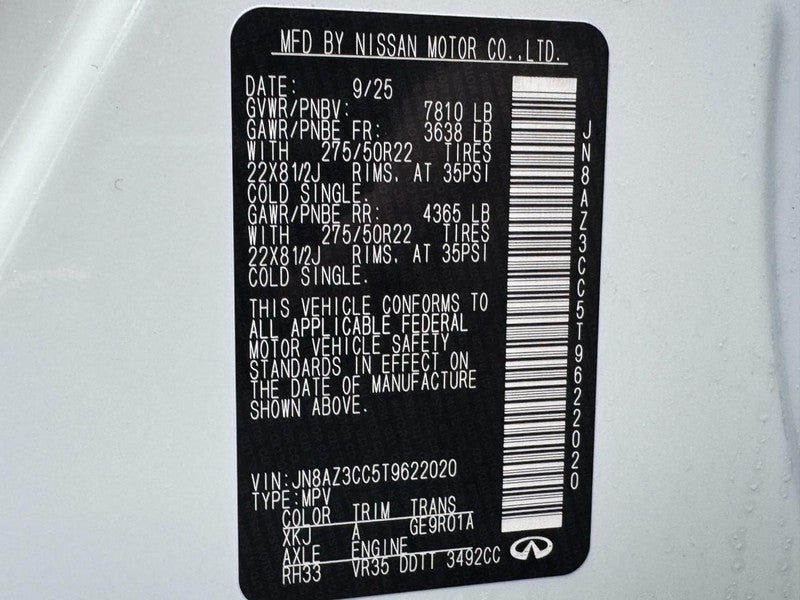 MFD BY NISSAN MOTOR CO.,LTD.
DATE: 9/25
GVWR/PNBV: 7810 LB
GAWR/PNBE FR: 3638 LB
WITH 275/50R22 TIRES
22X81/2J RIMS, AT 35PSI
COLD SINGLE.
GAWR/PNBE RR: 4365 LB
WITH 275/50R22 TIRES
22X81/2J RIMS, AT 35PSI
COLD SINGLE.
THIS VEHICLE CONFORMS TO
ALL APPLICABLE FEDERAL
MOTOR VEHICLE SAFETY
STANDARDS IN EFFECT ON
THE DATE OF MANUFACTURE
SHOWN ABOVE.
VIN:JN8AZ3CC5T9622020
TYPE:MPV
COLOR TRIM TRANS
XKJ A GE9R01A
AXLE ENGINE
RH33 VR35 DDTT 3492CC
JN8AZ3CC5T9622020